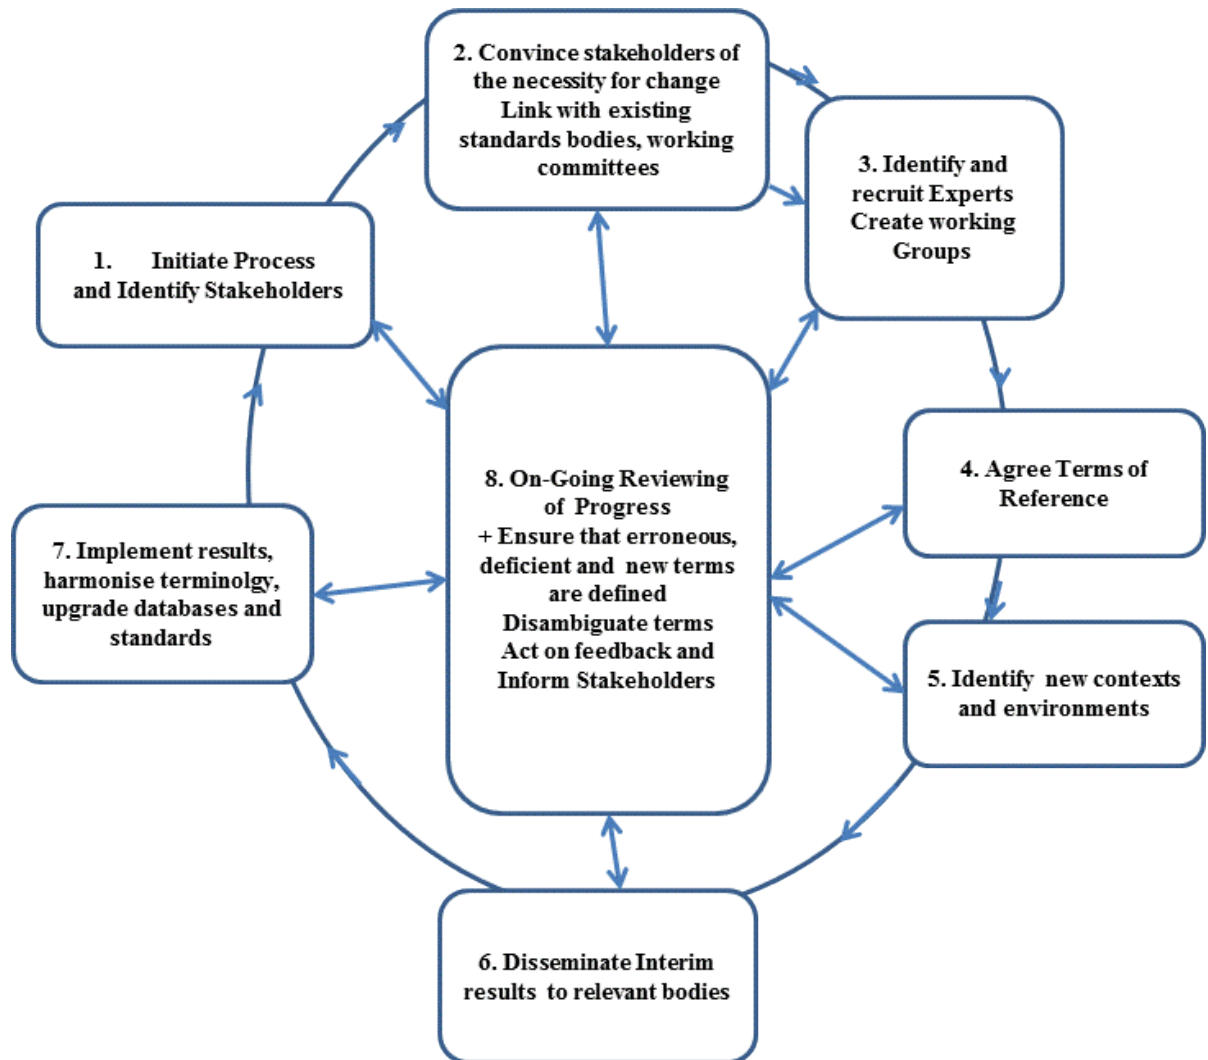 1. Initiate Process
and Identify Stakeholders
2. Convince stakeholders of
the necessity for change
Link with existing
standards bodies, working
committees
3. Identify and
recruit Experts
Create working
Groups
4. Agree Terms of
Reference
5. Identify new contexts
and environments
6. Disseminate Interim
results to relevant bodies
7. Implement results,
harmonise terminolgy,
upgrade databases and
standards
8. On-Going Reviewing
of Progress
+ Ensure that erroneous,
deficient and new terms
are defined
Disambiguate terms
Act on feedback and
Inform Stakeholders